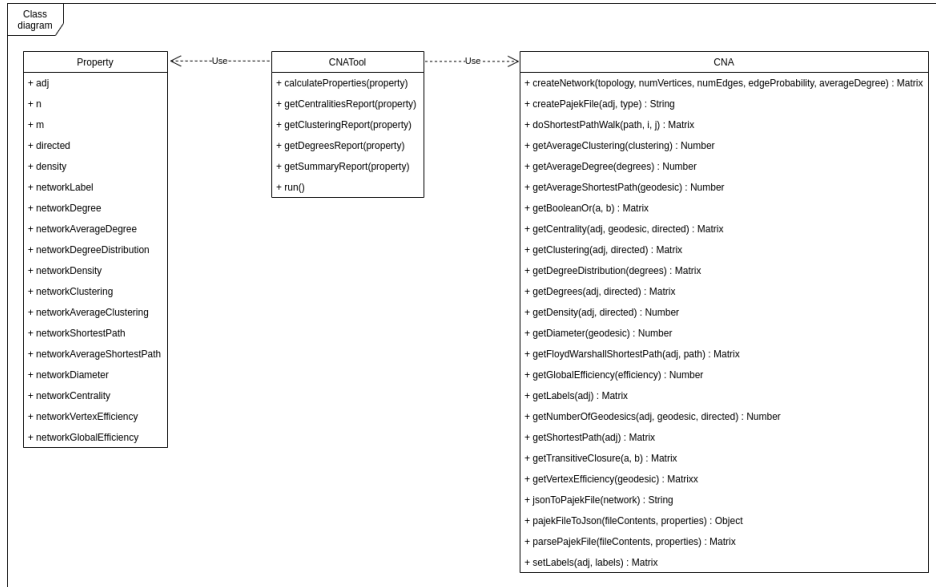 Class
diagram
Property
+ adj
+ n
+ m
+ directed
+ density
+ networkLabel
+ networkDegree
+ networkAverageDegree
+ networkDegreeDistribution
+ networkDensity
+ networkClustering
+ networkAverageClustering
+ networkShortestPath
+ networkAverageShortestPath
+ networkDiameter
+ networkCentrality
+ networkVertexEfficiency
+ networkGlobalEfficiency
Use
CNATool
+ calculateProperties(property)
+ getCentralitiesReport(property)
+ getClusteringReport(property)
+ getDegreesReport(property)
+ getSummaryReport(property)
+ run()
Use
CNA
+ createNetwork(topology, numVertices, numEdges, edgeProbability, averageDegree) : Matrix
+ createPajekFile(adj, type) : String
+ doShortestPathWalk(path, i, j) : Matrix
+ getAverageClustering(clustering) : Number
+ getAverageDegree(degrees) : Number
+ getAverageShortestPath(geodesic) : Number
+ getBooleanOr(a, b) : Matrix
+ getCentrality(adj, geodesic, directed) : Matrix
+ getClustering(adj, directed) : Matrix
+ getDegreeDistribution(degrees) : Matrix
+ getDegrees(adj, directed) : Matrix
+ getDensity(adj, directed) : Number
+ getDiameter(geodesic) : Number
+ getFloydWarshallShortestPath(adj, path) : Matrix
+ getGlobalEfficiency(efficiency) : Number
+ getLabels(adj) : Matrix
+ getNumberOfGeodesics(adj, geodesic, directed) : Number
+ getShortestPath(adj) : Matrix
+ getTransitiveClosure(a, b) : Matrix
+ getVertexEfficiency(geodesic) : Matrixx
+ jsonToPajekFile(network) : String
+ pajekFileToJson(fileContents, properties) : Object
+ parsePajekFile(fileContents, properties) : Matrix
+ setLabels(adj, labels) : Matrix